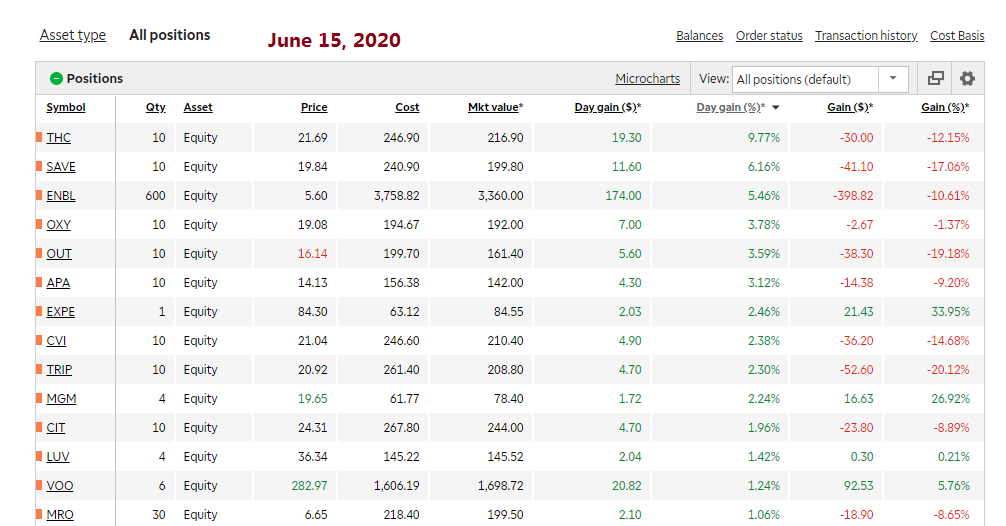 Asset type All positions June 15, 2020 Balances Order status Transaction history Cost Basis
Positions Microcharts View: All positions (default)
Symbol Qty Asset Price Cost Mkt value* Day gain ($)* Day gain (%)* Gain ($)* Gain (%)*
THC 10 Equity 21.69 246.90 216.90 19.30 9.77% -30.00 -12.15%
SAVE 10 Equity 19.84 240.90 199.80 11.60 6.16% -41.10 -17.06%
ENBL 600 Equity 5.60 3,758.82 3,360.00 174.00 5.46% -398.82 -10.61%
OXY 10 Equity 19.08 194.67 192.00 7.00 3.78% -2.67 -1.37%
OUT 10 Equity 16.14 199.70 161.40 5.60 3.59% -38.30 -19.18%
APA 10 Equity 14.13 156.38 142.00 4.30 3.12% -14.38 -9.20%
EXPE 1 Equity 84.30 63.12 84.55 2.03 2.46% 21.43 33.95%
CVI 10 Equity 21.04 246.60 210.40 4.90 2.38% -36.20 -14.68%
TRIP 10 Equity 20.92 261.40 208.80 4.70 2.30% -52.60 -20.12%
MGM 4 Equity 19.65 61.77 78.40 1.72 2.24% 16.63 26.92%
CIT 10 Equity 24.31 267.80 244.00 4.70 1.96% -23.80 -8.89%
LUV 4 Equity 36.34 145.22 145.52 2.04 1.42% 0.30 0.21%
VOO 6 Equity 282.97 1,606.19 1,698.72 20.82 1.24% 92.53 5.76%
MRO 30 Equity 6.65 218.40 199.50 2.10 1.06% -18.90 -8.65%